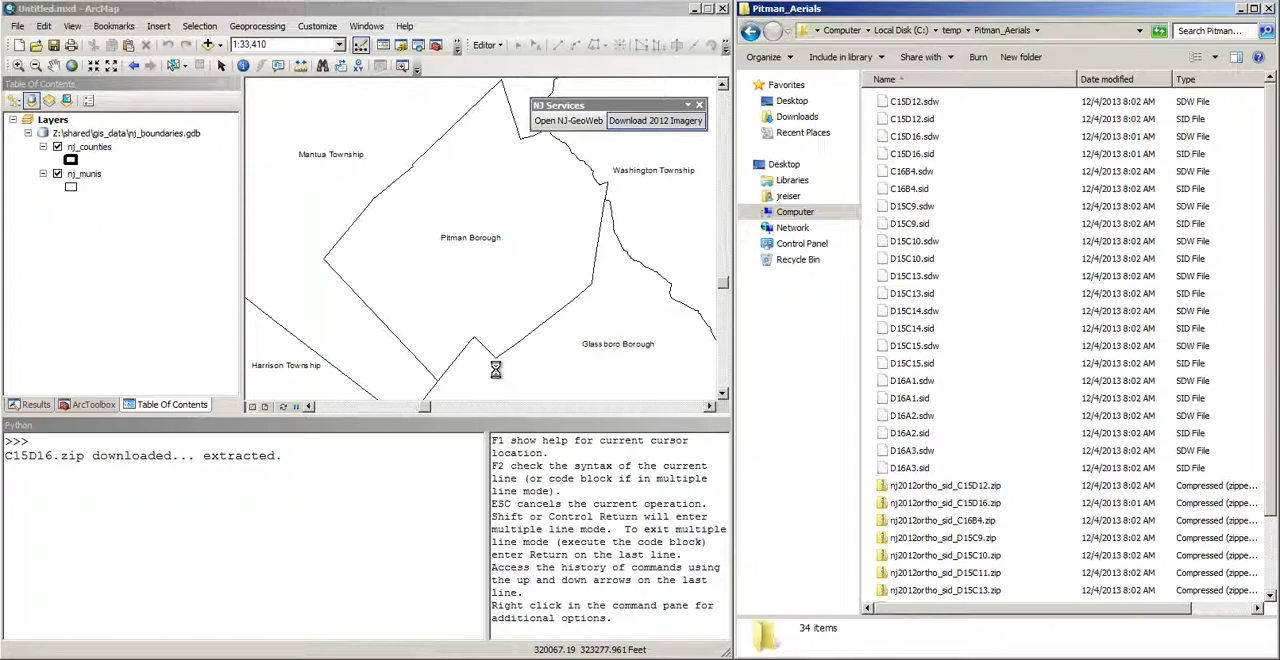 Untitled.mxd - ArcMap
File Edit View Bookmarks Insert Selection Geoprocessing Customize Windows Help
1:33,410 Editor
Table Of Contents
Layers
Z:\shared\gis_data\nj_boundaries.gdb
nj_counties
nj_munis
Results ArcToolbox Table Of Contents
NJ Services
Open NJ-GeoWeb Download 2012 Imagery
Mantua Township
Washington Township
Pitman Borough
Glassboro Borough
Harrison Township
Python
>>>
C15D16.zip downloaded... extracted.
F1 show help for current cursor
location.
F2 check the syntax of the current
line (or code block if in multiple
line mode).
ESC cancels the current operation.
Shift or Control Return will enter
multiple line mode. To exit multiple
line mode (execute the code block)
enter Return on the last line.
Access the history of commands using
the up and down arrows on the last
line.
Right click in the command pane for
additional options.
320067.19 323277.961 Feet
Pitman_Aerials
Computer Local Disk (C:) temp Pitman_Aerials Search Pitman...
Organize Include in library Share with Burn New folder
Favorites
Desktop
Downloads
Recent Places
Desktop
Libraries
jreiser
Computer
Network
Control Panel
Recycle Bin
Name Date modified Type
C15D12.sdw 12/4/2013 8:02 AM SDW File
C15D12.sid 12/4/2013 8:02 AM SID File
C15D16.sdw 12/4/2013 8:01 AM SDW File
C15D16.sid 12/4/2013 8:01 AM SID File
C16B4.sdw 12/4/2013 8:02 AM SDW File
C16B4.sid 12/4/2013 8:02 AM SID File
D15C9.sdw 12/4/2013 8:02 AM SDW File
D15C9.sid 12/4/2013 8:02 AM SID File
D15C10.sdw 12/4/2013 8:02 AM SDW File
D15C10.sid 12/4/2013 8:02 AM SID File
D15C13.sdw 12/4/2013 8:02 AM SDW File
D15C13.sid 12/4/2013 8:02 AM SID File
D15C14.sdw 12/4/2013 8:02 AM SDW File
D15C14.sid 12/4/2013 8:02 AM SID File
D15C15.sdw 12/4/2013 8:02 AM SDW File
D15C15.sid 12/4/2013 8:02 AM SID File
D16A1.sdw 12/4/2013 8:02 AM SDW File
D16A1.sid 12/4/2013 8:02 AM SID File
D16A2.sdw 12/4/2013 8:02 AM SDW File
D16A2.sid 12/4/2013 8:02 AM SID File
D16A3.sdw 12/4/2013 8:02 AM SDW File
D16A3.sid 12/4/2013 8:02 AM SID File
nj2012ortho_sid_C15D12.zip 12/4/2013 8:02 AM Compressed (zippe...
nj2012ortho_sid_C15D16.zip 12/4/2013 8:01 AM Compressed (zippe...
nj2012ortho_sid_C16B4.zip 12/4/2013 8:02 AM Compressed (zippe...
nj2012ortho_sid_D15C9.zip 12/4/2013 8:02 AM Compressed (zippe...
nj2012ortho_sid_D15C10.zip 12/4/2013 8:02 AM Compressed (zippe...
nj2012ortho_sid_D15C11.zip 12/4/2013 8:02 AM Compressed (zippe...
nj2012ortho_sid_D15C13.zip 12/4/2013 8:02 AM Compressed (zippe...
34 items